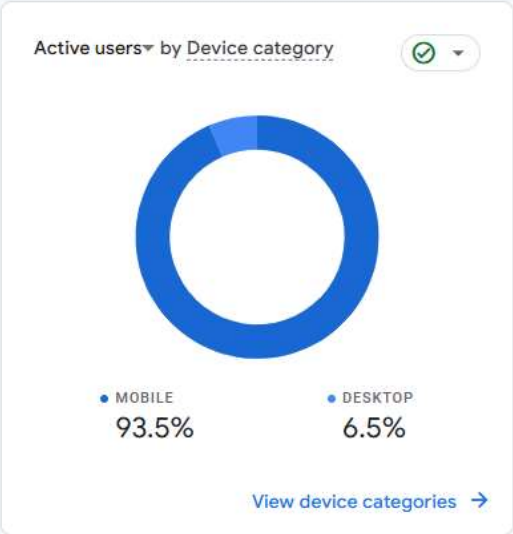 Active users by Device category
MOBILE DESKTOP
93.5% 6.5%
View device categories